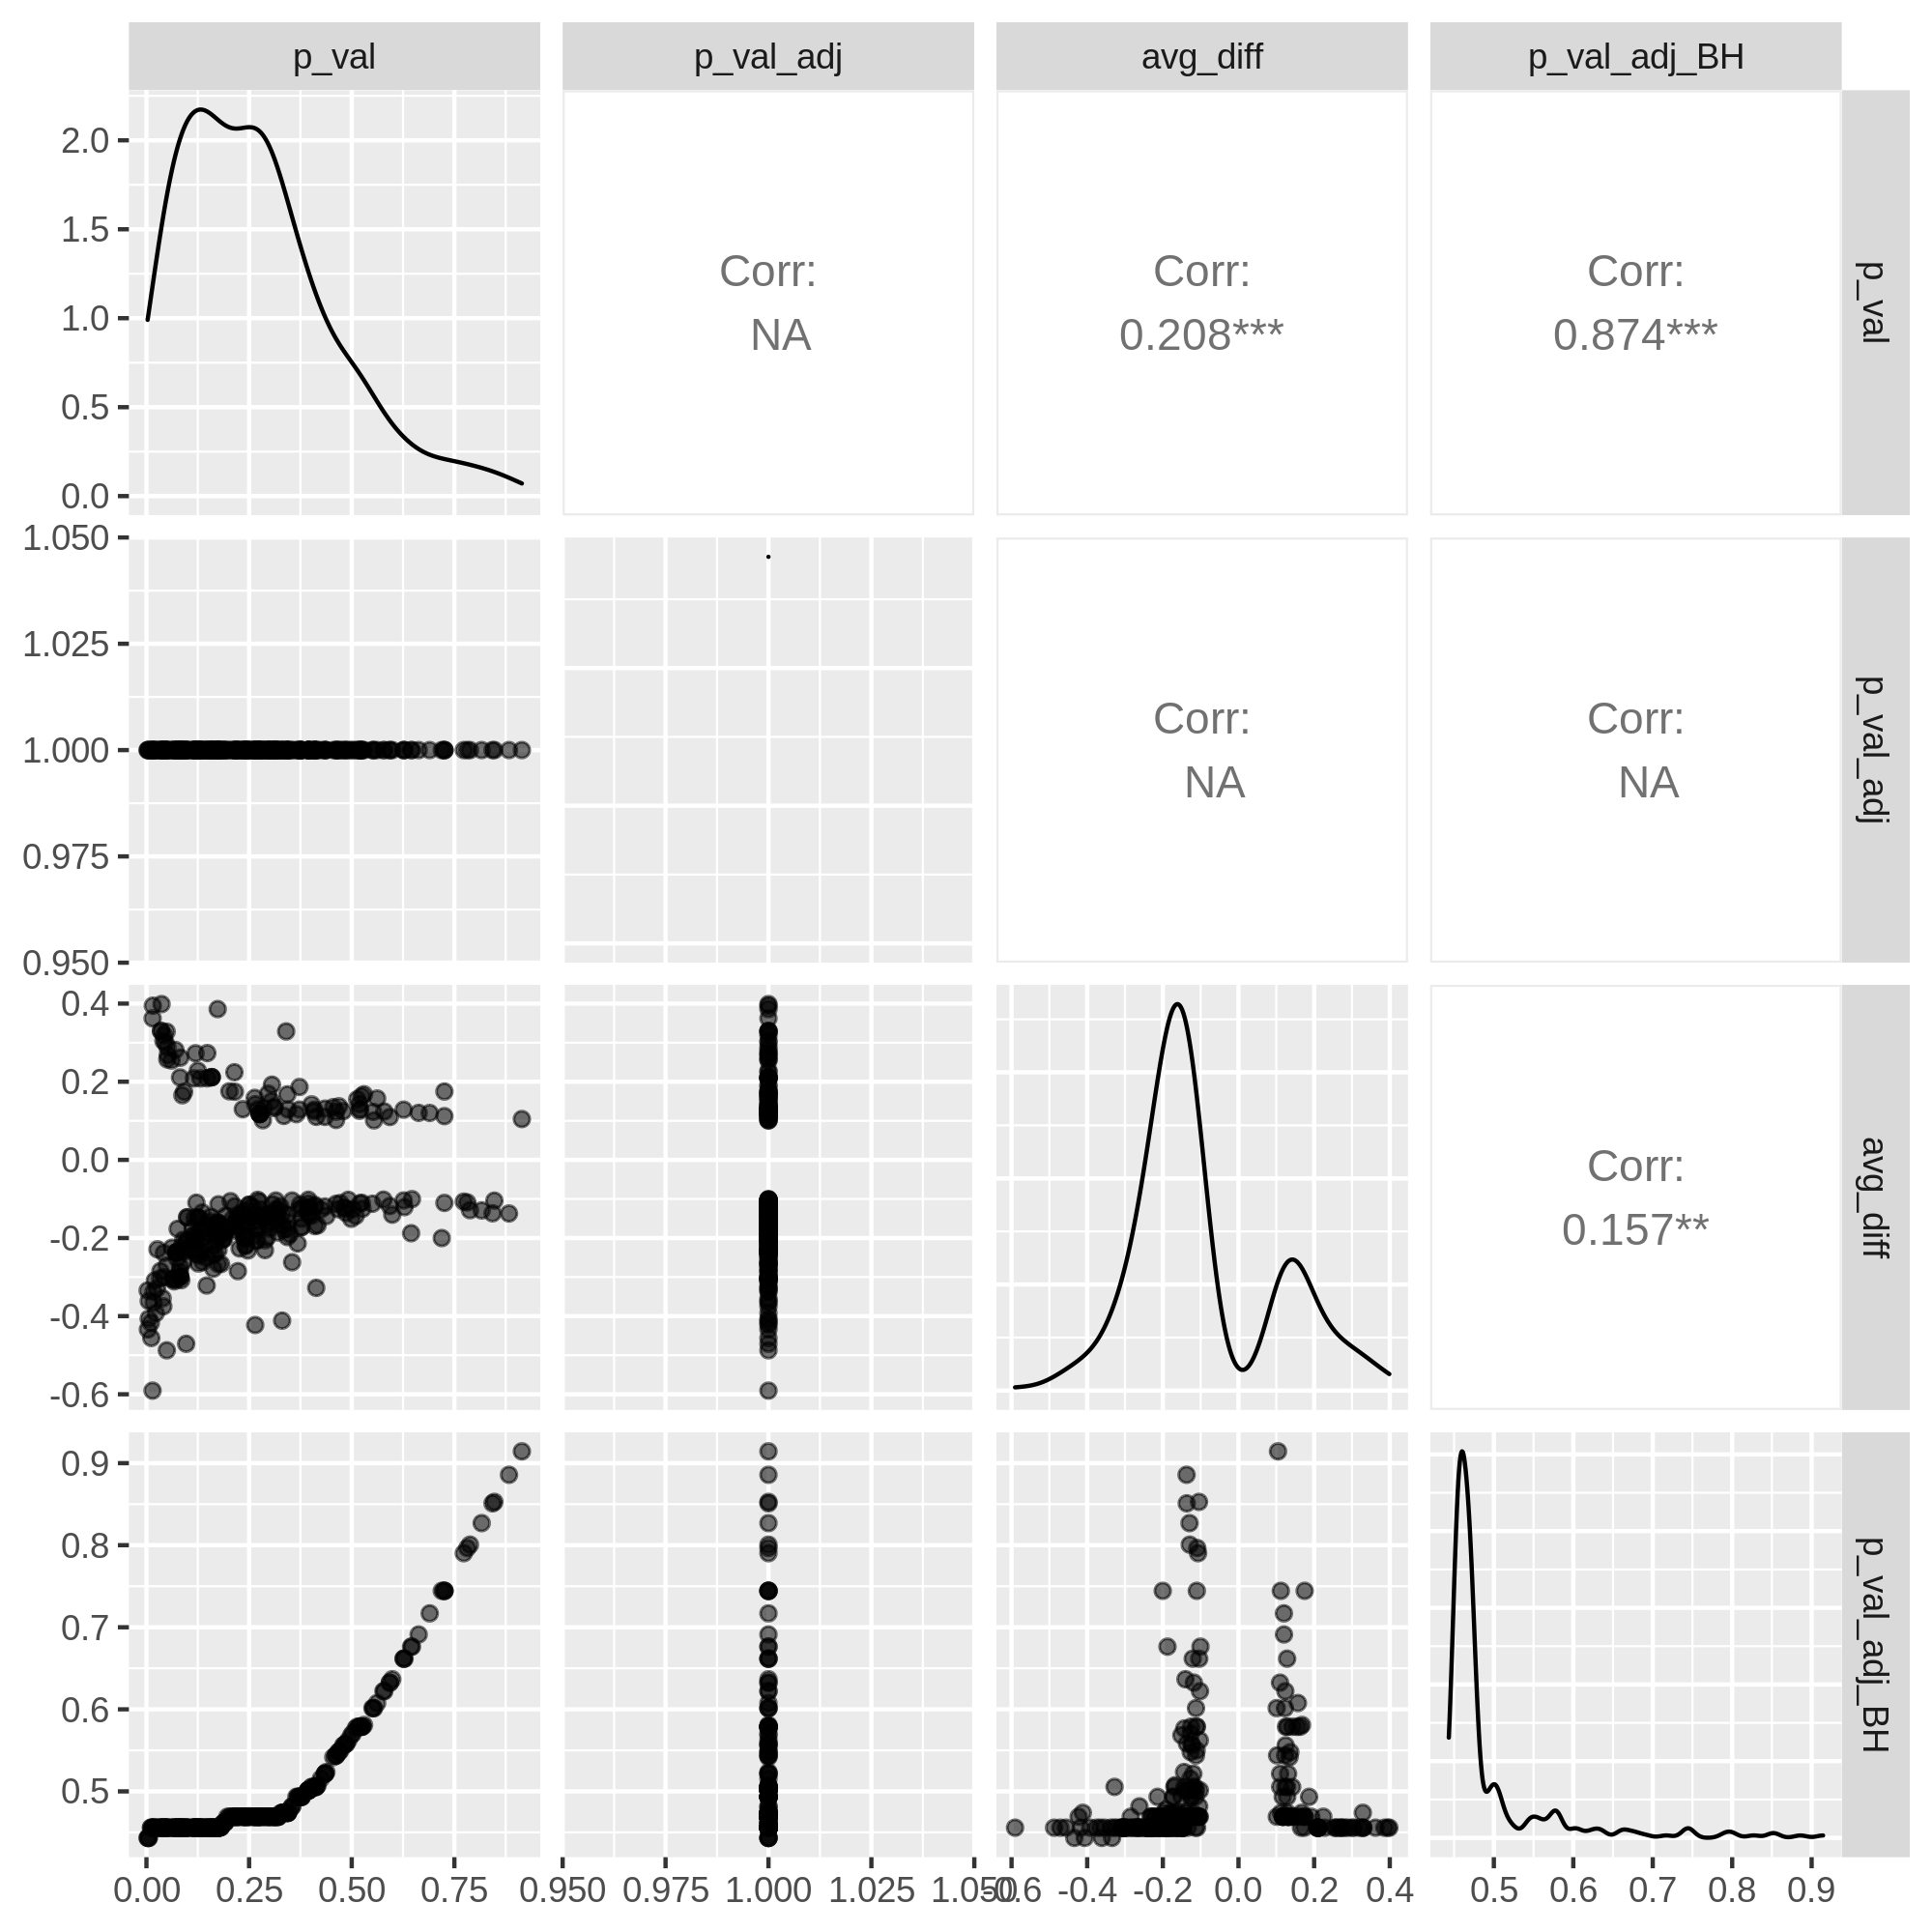 p_val
p_val_adj
avg_diff
p_val_adj_BH
2.0
1.5
1.0
0.5
0.0
Corr:
NA
Corr:
0.208***
Corr:
0.874***
p_val
1.050
1.025
1.000
0.975
0.950
Corr:
NA
Corr:
NA
p_val_adj
0.4
0.2
0.0
-0.2
-0.4
-0.6
Corr:
0.157**
avg_diff
0.9
0.8
0.7
0.6
0.5
p_val_adj_BH
0.00 0.25 0.50 0.75
0.950 0.975 1.000 1.025 1.050
-0.6 -0.4 -0.2 0.0 0.2 0.4
0.5 0.6 0.7 0.8 0.9